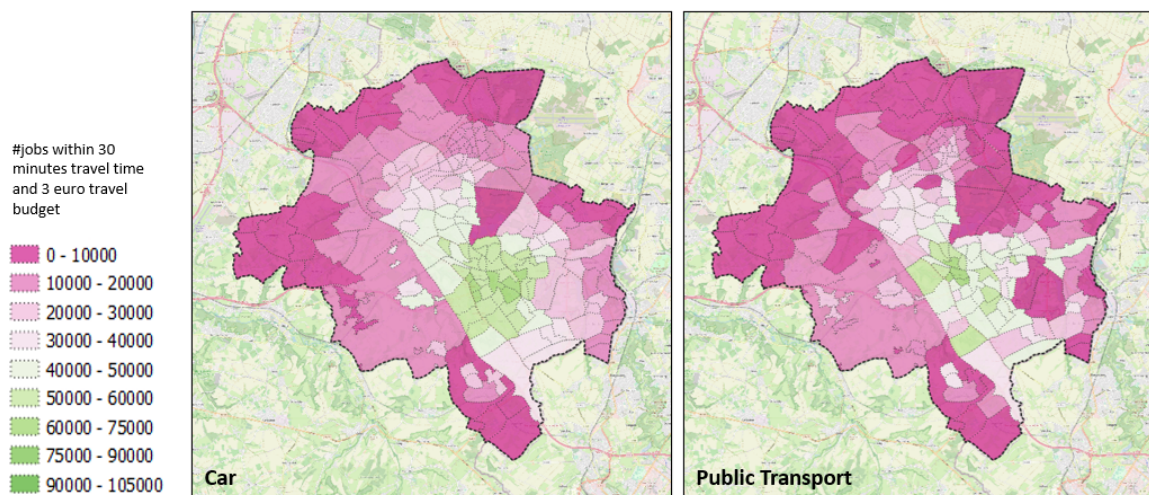 #jobs within 30
minutes travel time
and 3 euro travel
budget
0 - 10000
10000 - 20000
20000 - 30000
30000 - 40000
40000 - 50000
50000 - 60000
60000 - 75000
75000 - 90000
90000 - 105000
Car
Public Transport